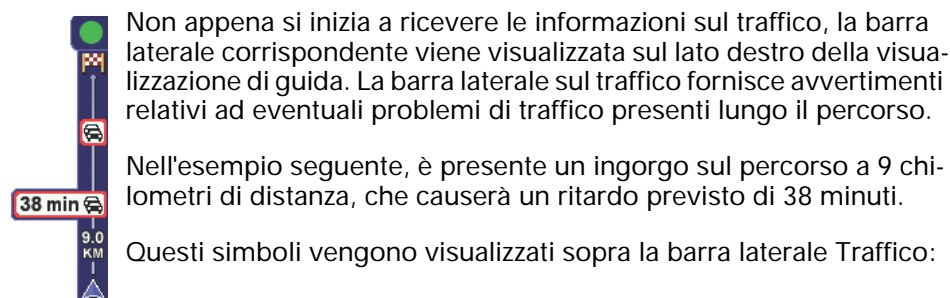 Non appena si inizia a ricevere le informazioni sul traffico, la barra
laterale corrispondente viene visualizzata sul lato destro della visua-
lizzazione di guida. La barra laterale sul traffico fornisce avvertimenti
relativi ad eventuali problemi di traffico presenti lungo il percorso.
Nell'esempio seguente, è presente un ingorgo sul percorso a 9 chi-
lometri di distanza, che causerà un ritardo previsto di 38 minuti.
Questi simboli vengono visualizzati sopra la barra laterale Traffico:
38 min
9.0
KM